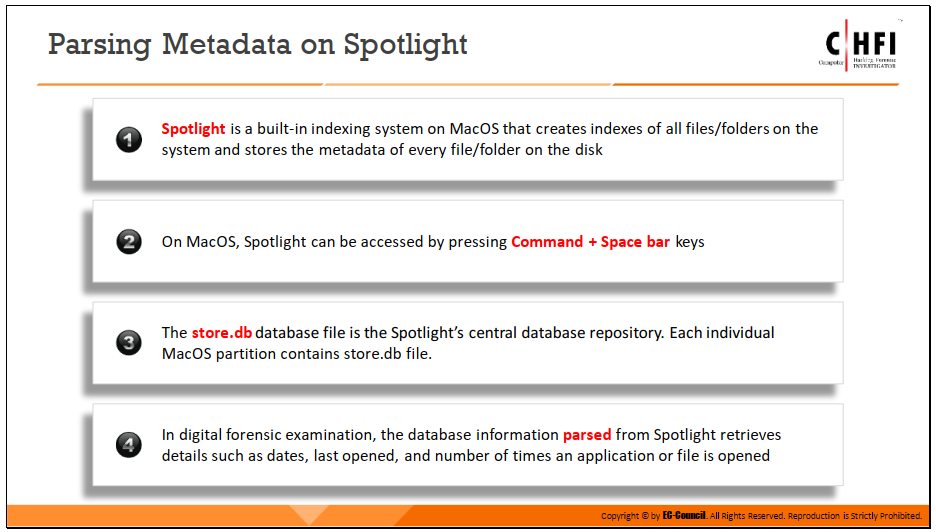 Parsing Metadata on Spotlight
C HFI
Computer Hacking Forensic
INVESTIGATOR
1
Spotlight is a built-in indexing system on MacOS that creates indexes of all files/folders on the
system and stores the metadata of every file/folder on the disk
2
On MacOS, Spotlight can be accessed by pressing Command + Space bar keys
3
The store.db database file is the Spotlight’s central database repository. Each individual
MacOS partition contains store.db file.
4
In digital forensic examination, the database information parsed from Spotlight retrieves
details such as dates, last opened, and number of times an application or file is opened
Copyright © by EC-Council. All Rights Reserved. Reproduction is Strictly Prohibited.